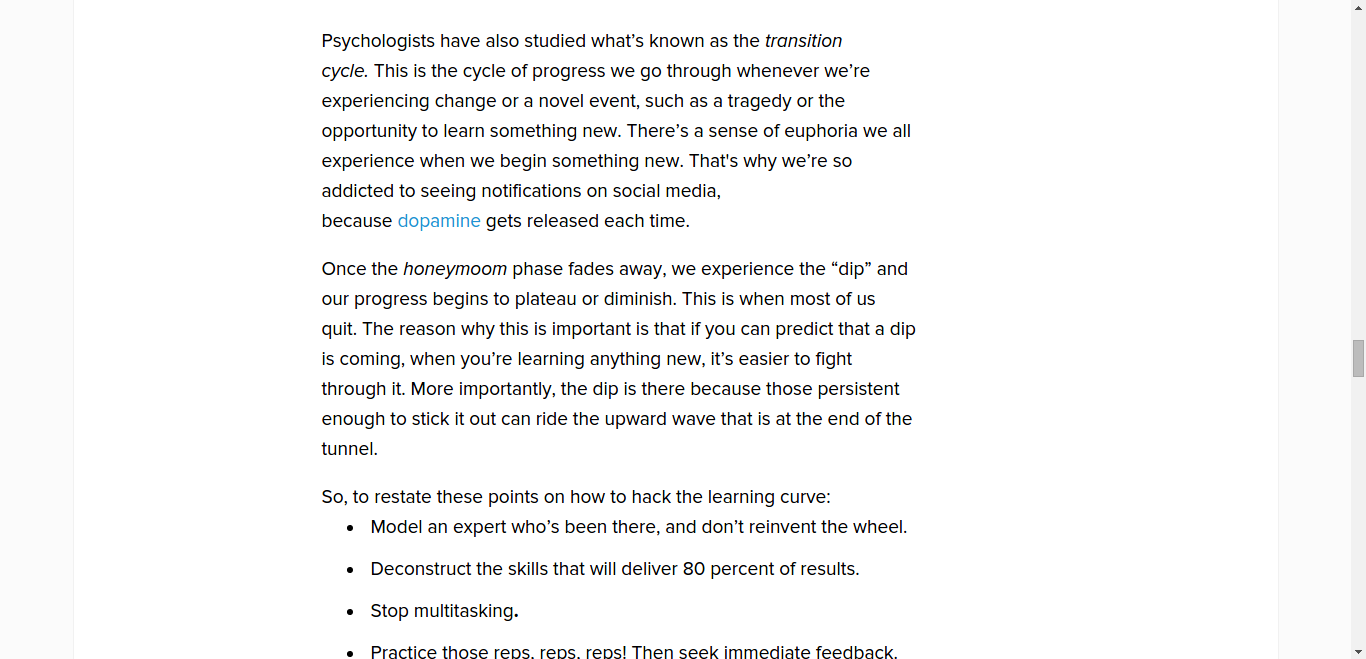 Psychologists have also studied what’s known as the transition
cycle. This is the cycle of progress we go through whenever we’re
experiencing change or a novel event, such as a tragedy or the
opportunity to learn something new. There’s a sense of euphoria we all
experience when we begin something new. That's why we’re so
addicted to seeing notifications on social media,
because dopamine gets released each time.
Once the honeymoom phase fades away, we experience the “dip” and
our progress begins to plateau or diminish. This is when most of us
quit. The reason why this is important is that if you can predict that a dip
is coming, when you’re learning anything new, it’s easier to fight
through it. More importantly, the dip is there because those persistent
enough to stick it out can ride the upward wave that is at the end of the
tunnel.
So, to restate these points on how to hack the learning curve:
• Model an expert who’s been there, and don’t reinvent the wheel.
• Deconstruct the skills that will deliver 80 percent of results.
• Stop multitasking.
• Practice those reps, reps, reps! Then seek immediate feedback.